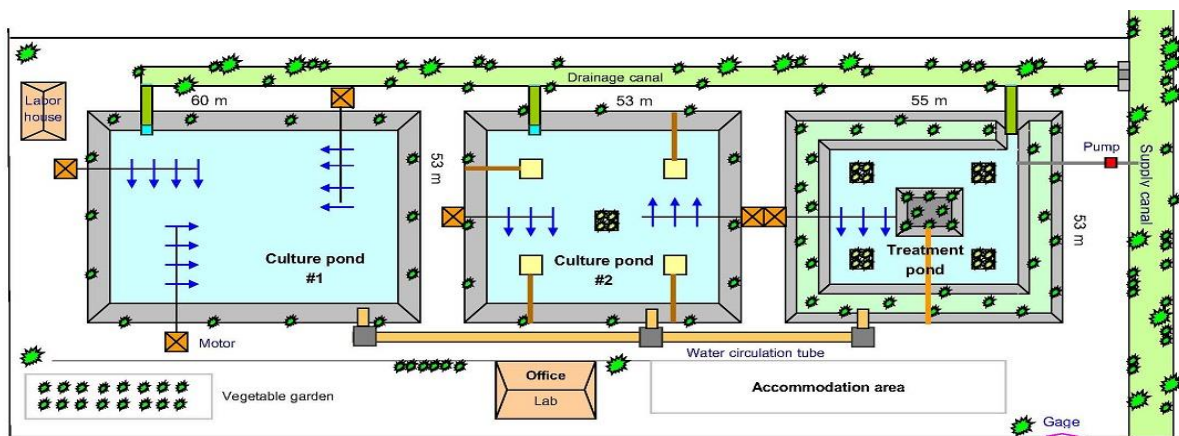 Drainage canal
60 m
53 m
55 m
Labor
house
53 m
Pump
Supply canal
53 m
Culture pond
#1
Culture pond
#2
Treatment
pond
Motor
Water circulation tube
Office
Lab
Accommodation area
Vegetable garden
Gage